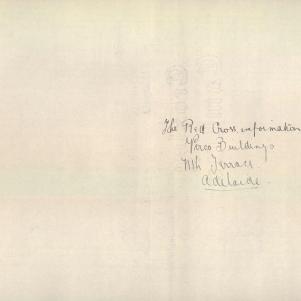 The Red Cross information
Verco Buildings
Nth Terrace
Adelaide.